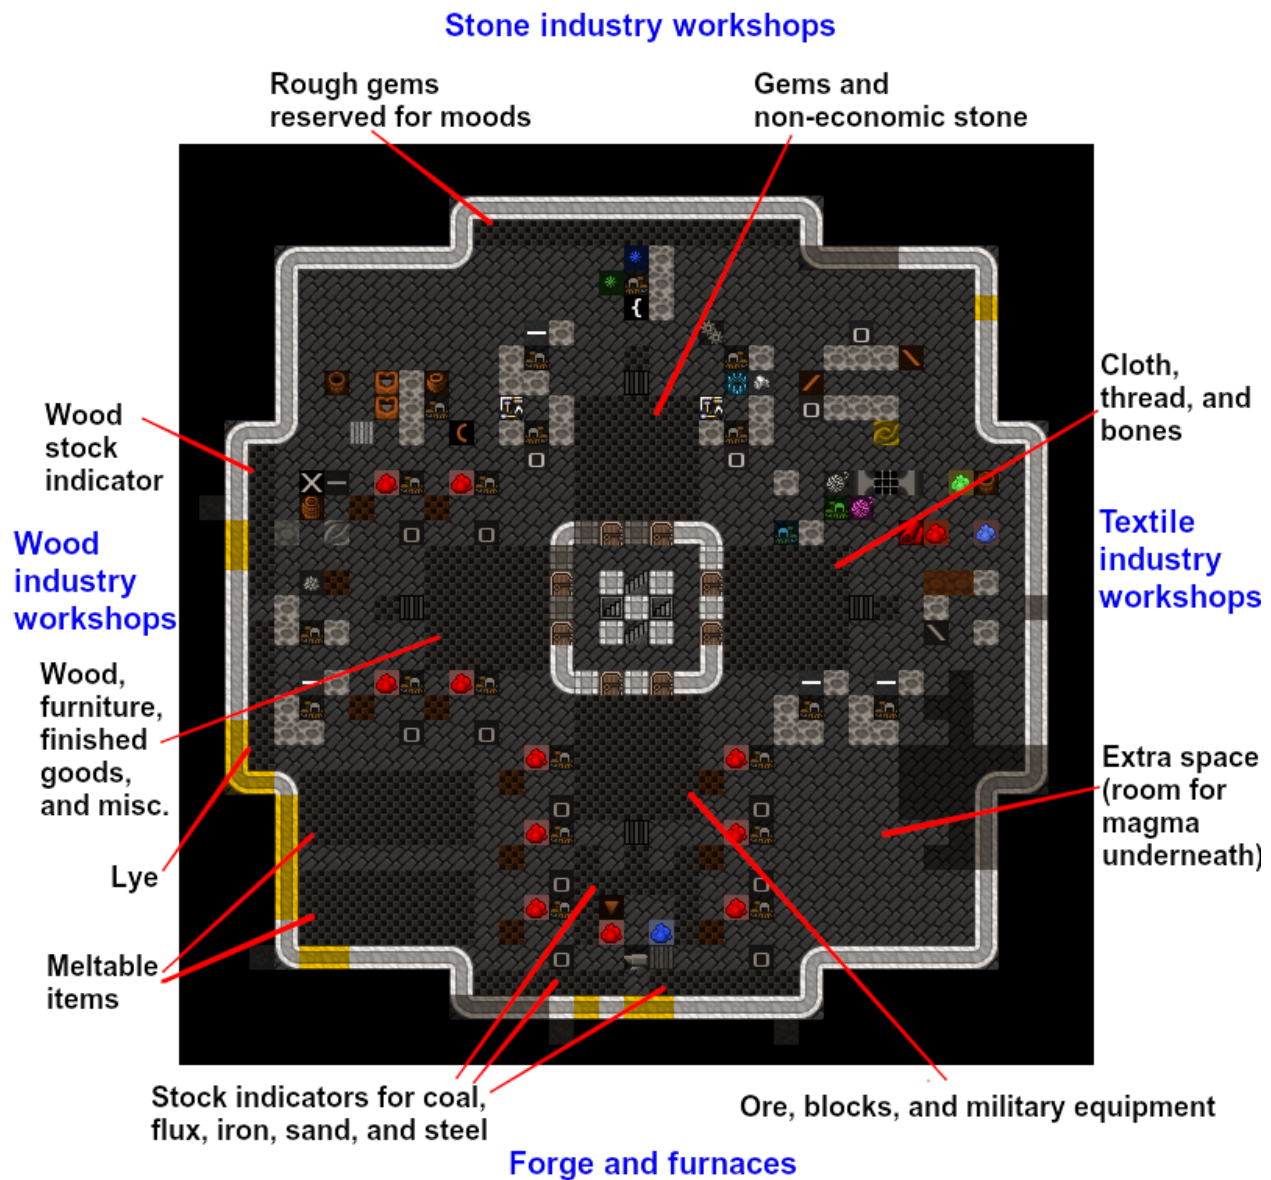 Stone industry workshops
Rough gems
reserved for moods
Gems and
non-economic stone
Cloth,
thread, and
bones
Wood
stock
indicator
Textile
industry
workshops
Wood
industry
workshops
Wood,
furniture,
finished
goods,
and misc.
Extra space
(room for
magma
underneath)
Lye
Meltable
items
Stock indicators for coal,
flux, iron, sand, and steel
Ore, blocks, and military equipment
Forge and furnaces